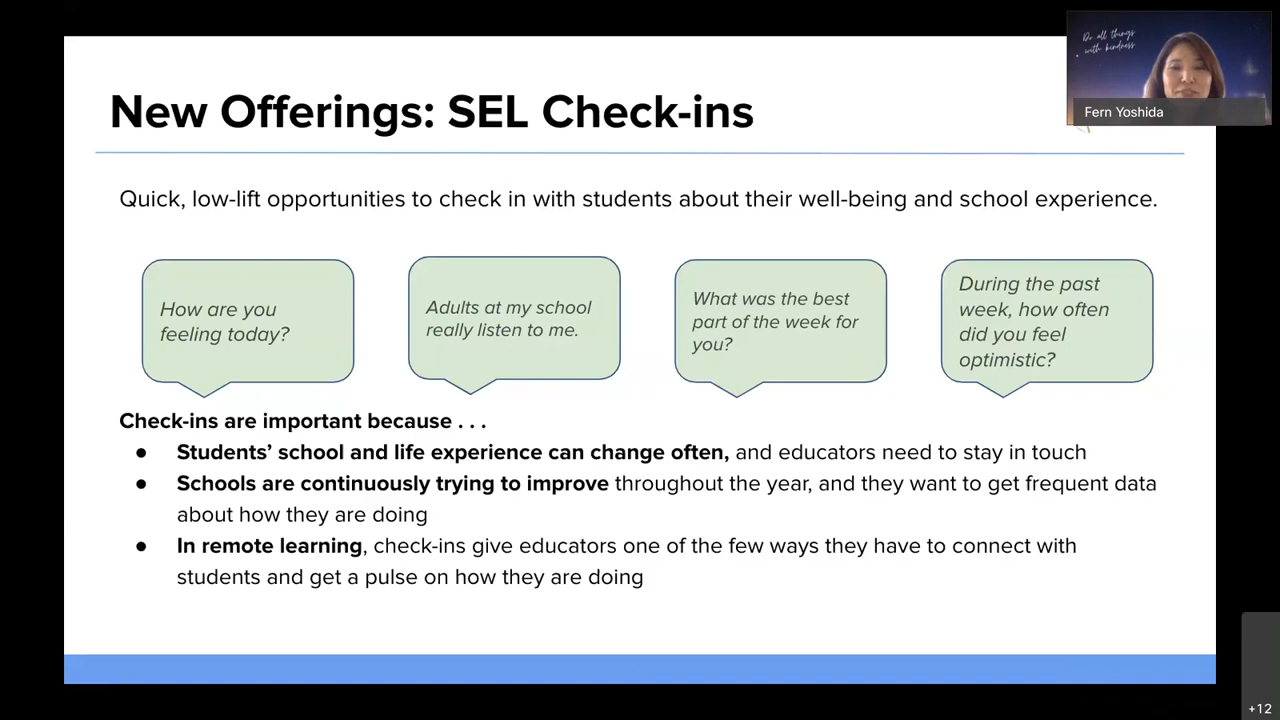 Do all things
with kindness
Fern Yoshida
New Offerings: SEL Check-ins
Quick, low-lift opportunities to check in with students about their well-being and school experience.
How are you
feeling today?
Adults at my school
really listen to me.
What was the best
part of the week for
you?
During the past
week, how often
did you feel
optimistic?
Check-ins are important because . . .
● Students’ school and life experience can change often, and educators need to stay in touch
● Schools are continuously trying to improve throughout the year, and they want to get frequent data
about how they are doing
● In remote learning, check-ins give educators one of the few ways they have to connect with
students and get a pulse on how they are doing
+12